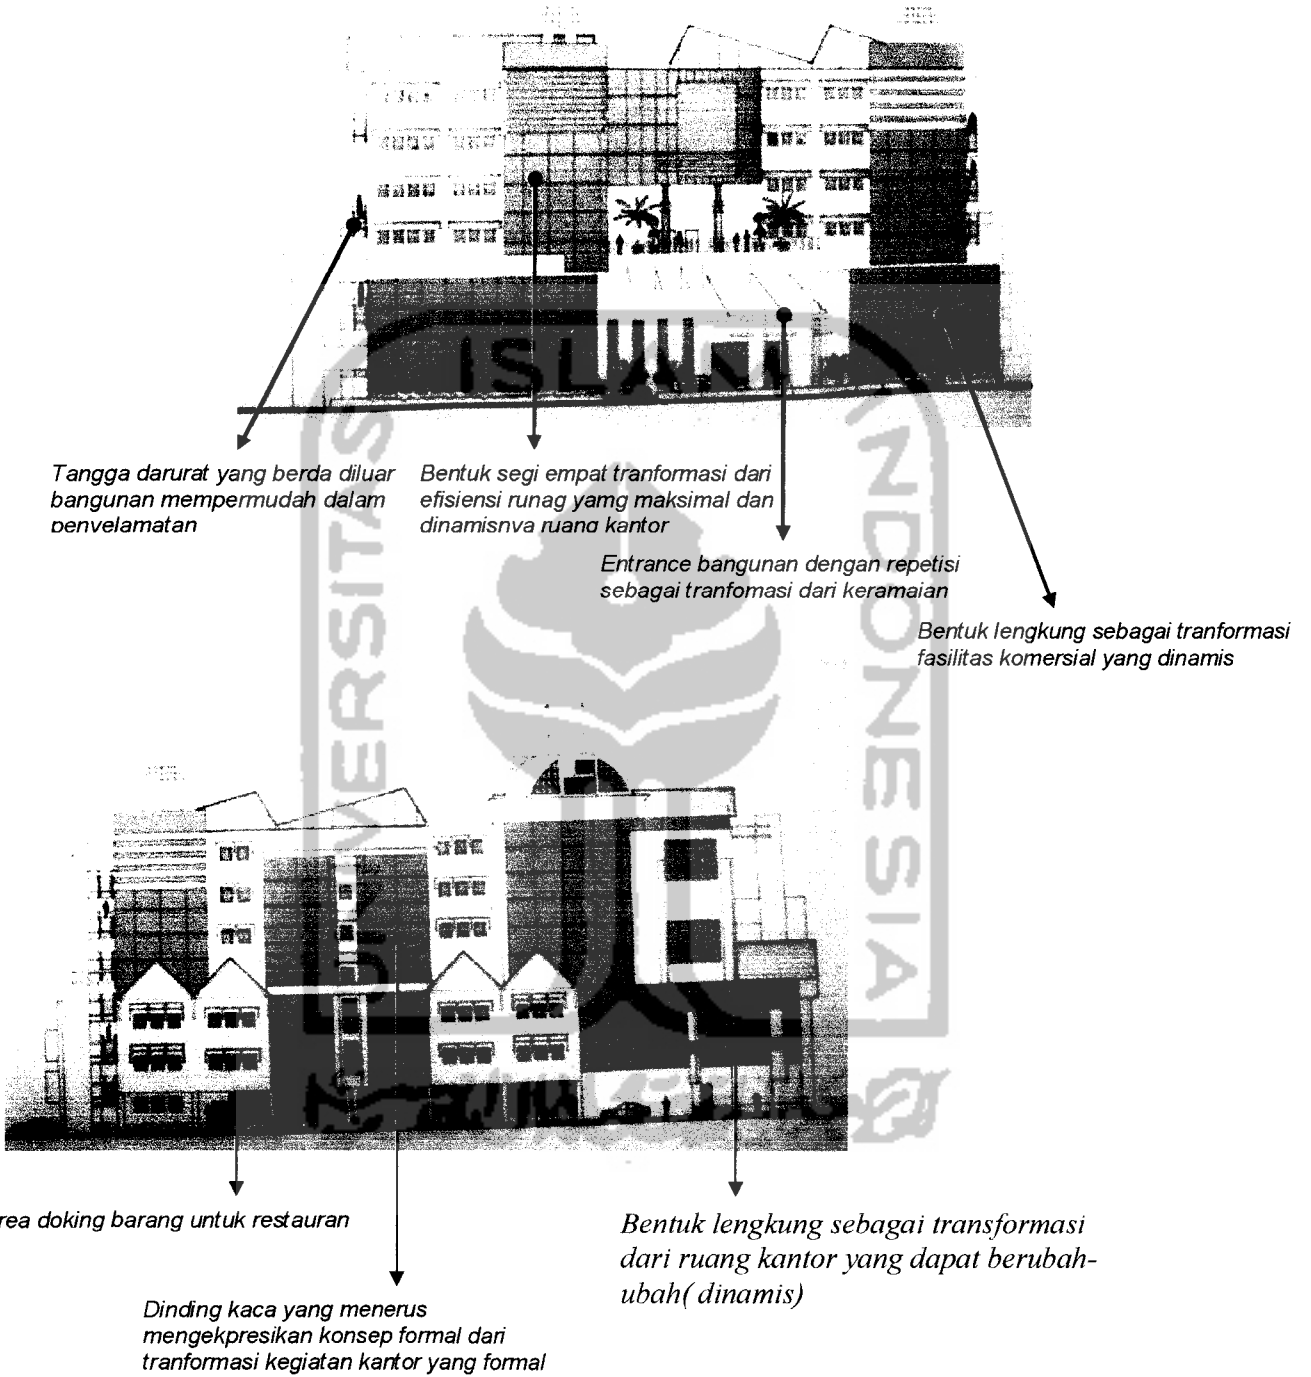 Tangga darurat yang berda diluar
bangunan mempermudah dalam
penyelamatan
Bentuk segi empat tranformasi dari
efisiensi runag yamg maksimal dan
dinamisnya ruang kantor
Entrance bangunan dengan repetisi
sebagai tranfomasi dari keramaian
Bentuk lengkung sebagai tranformasi
fasilitas komersial yang dinamis
UNIVERSITAS
ISLAM
INDONESIA
rea doking barang untuk restauran
Bentuk lengkung sebagai transformasi
dari ruang kantor yang dapat berubah-
ubah( dinamis)
Dinding kaca yang menerus
mengekpresikan konsep formal dari
tranformasi kegiatan kantor yang formal